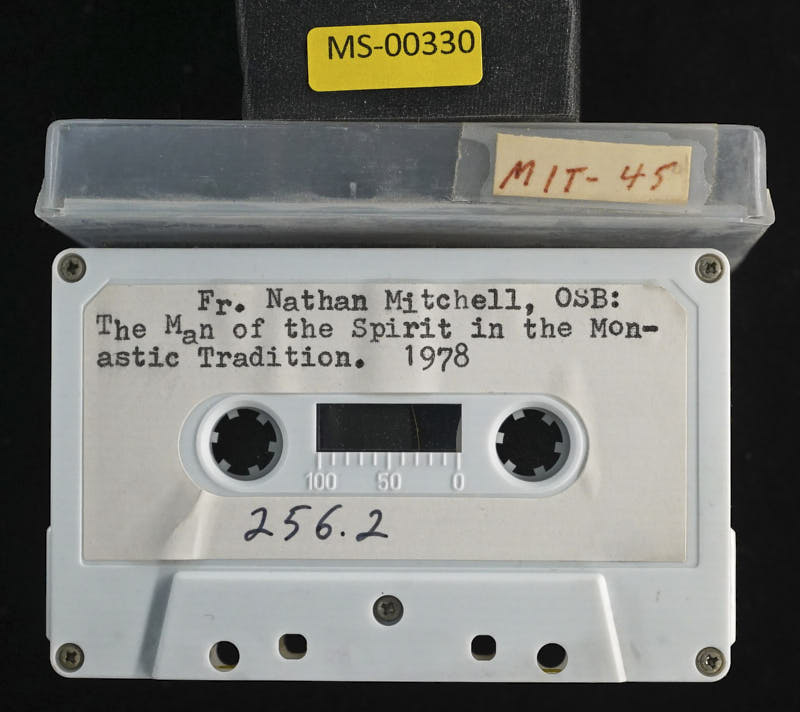 MS-00330
MIT- 45
Fr. Nathan Mitchell, OSB:
The Man of the Spirit in the Mon-
astic Tradition. 1978
100 50 0
256.2